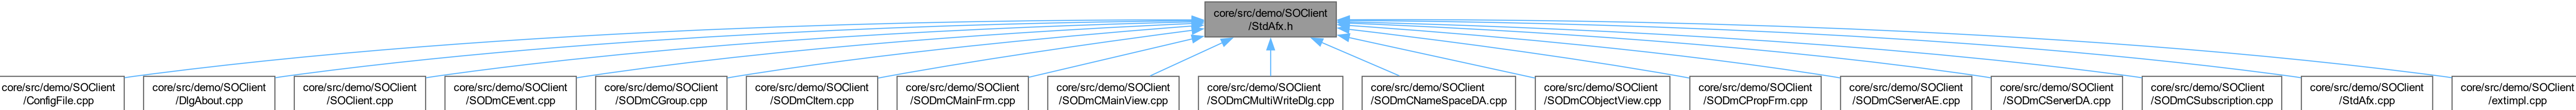 core/src/demo/SOClient
/StdAfx.h
core/src/demo/SOClient
/ConfigFile.cpp
core/src/demo/SOClient
/DlgAbout.cpp
core/src/demo/SOClient
/SOClient.cpp
core/src/demo/SOClient
/SODmCEvent.cpp
core/src/demo/SOClient
/SODmCGroup.cpp
core/src/demo/SOClient
/SODmCItem.cpp
core/src/demo/SOClient
/SODmCMainFrm.cpp
core/src/demo/SOClient
/SODmCMainView.cpp
core/src/demo/SOClient
/SODmCMultiWriteDlg.cpp
core/src/demo/SOClient
/SODmCNameSpaceDA.cpp
core/src/demo/SOClient
/SODmCObjectView.cpp
core/src/demo/SOClient
/SODmCPropFrm.cpp
core/src/demo/SOClient
/SODmCServerAE.cpp
core/src/demo/SOClient
/SODmCServerDA.cpp
core/src/demo/SOClient
/SODmCSubscription.cpp
core/src/demo/SOClient
/StdAfx.cpp
core/src/demo/SOClient
/extimpl.cpp